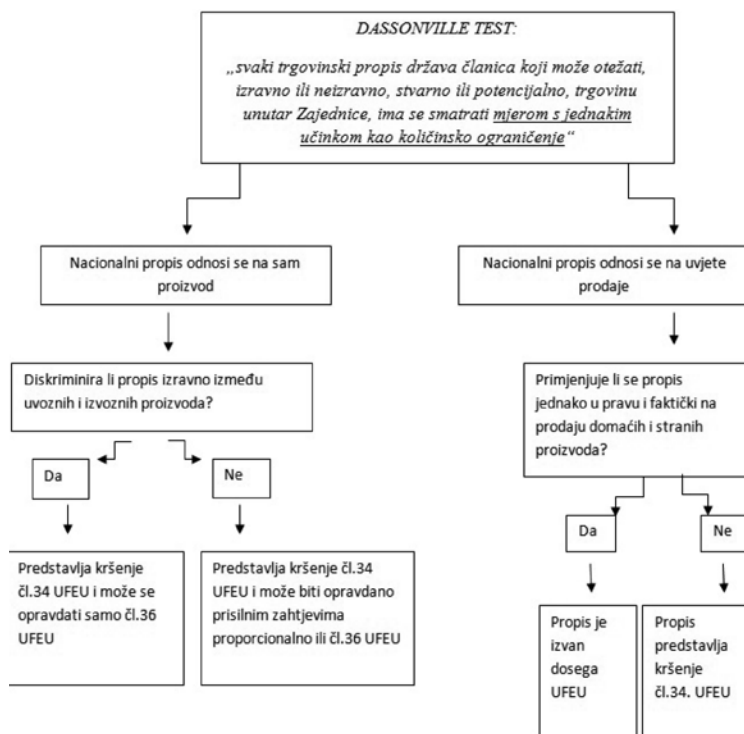 DASSONVILLE TEST:
„svaki trgovinski propis država članica koji može otežati,
izravno ili neizravno, stvarno ili potencijalno, trgovinu
unutar Zajednice, ima se smatrati mjerom s jednakim
učinkom kao količinsko ograničenje“
Nacionalni propis odnosi se na sam
proizvod
Nacionalni propis odnosi se na uvjete
prodaje
Diskriminira li propis izravno između
uvoznih i izvoznih proizvoda?
Primjenjuje li se propis
jednako u pravu i faktički na
prodaju domaćih i stranih
proizvoda?
Da
Ne
Da
Ne
Predstavlja kršenje
čl.34 UFEU i može se
opravdati samo čl.36
UFEU
Predstavlja kršenje čl.34
UFEU i može biti opravdano
prisilnim zahtjevima
proporcionalno ili čl.36 UFEU
Propis je
izvan
dosega
UFEU
Propis
predstavlja
kršenje
čl.34. UFEU